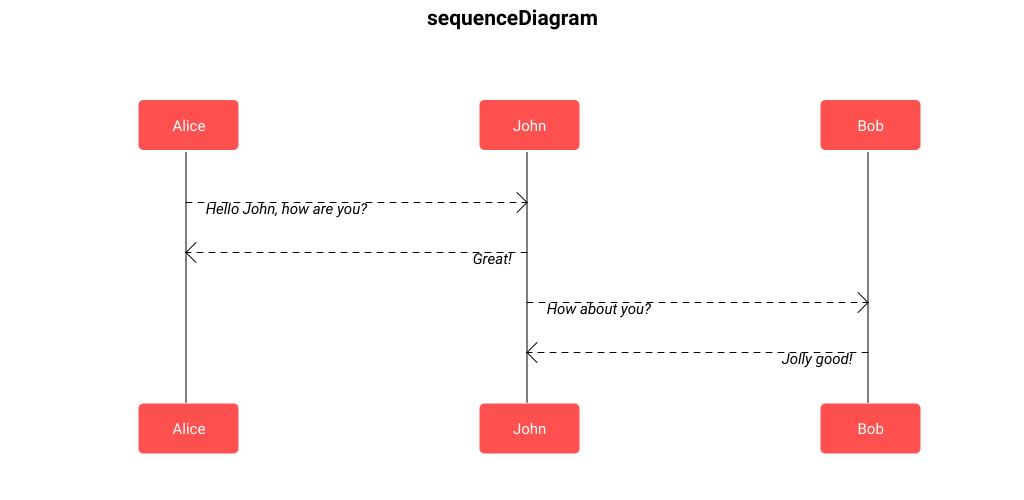 sequenceDiagram
Alice
John
Bob
Hello John, how are you?
Great!
How about you?
Jolly good!
Alice
John
Bob